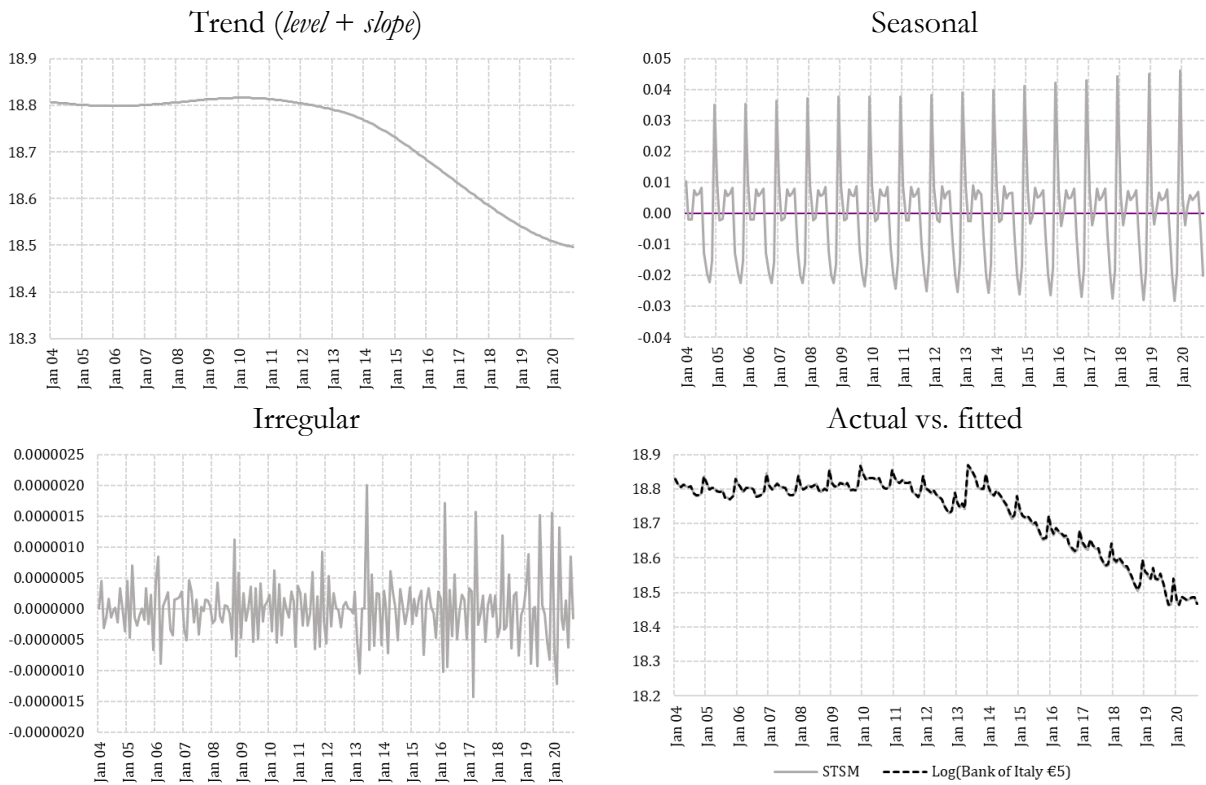 Trend (level + slope)
18.9
18.8
18.7
18.6
18.5
18.4
18.3
Jan 04
Jan 05
Jan 06
Jan 07
Jan 08
Jan 09
Jan 10
Jan 11
Jan 12
Jan 13
Jan 14
Jan 15
Jan 16
Jan 17
Jan 18
Jan 19
Jan 20
Seasonal
0.05
0.04
0.03
0.02
0.01
0.00
-0.01
-0.02
-0.03
-0.04
Jan 04
Jan 05
Jan 06
Jan 07
Jan 08
Jan 09
Jan 10
Jan 11
Jan 12
Jan 13
Jan 14
Jan 15
Jan 16
Jan 17
Jan 18
Jan 19
Jan 20
Irregular
0.0000025
0.0000020
0.0000015
0.0000010
0.0000005
0.0000000
-0.0000005
-0.0000010
-0.0000015
-0.0000020
Jan 04
Jan 05
Jan 06
Jan 07
Jan 08
Jan 09
Jan 10
Jan 11
Jan 12
Jan 13
Jan 14
Jan 15
Jan 16
Jan 17
Jan 18
Jan 19
Jan 20
Actual vs. fitted
18.9
18.8
18.7
18.6
18.5
18.4
18.3
18.2
Jan 04
Jan 05
Jan 06
Jan 07
Jan 08
Jan 09
Jan 10
Jan 11
Jan 12
Jan 13
Jan 14
Jan 15
Jan 16
Jan 17
Jan 18
Jan 19
Jan 20
STSM
Log(Bank of Italy €5)